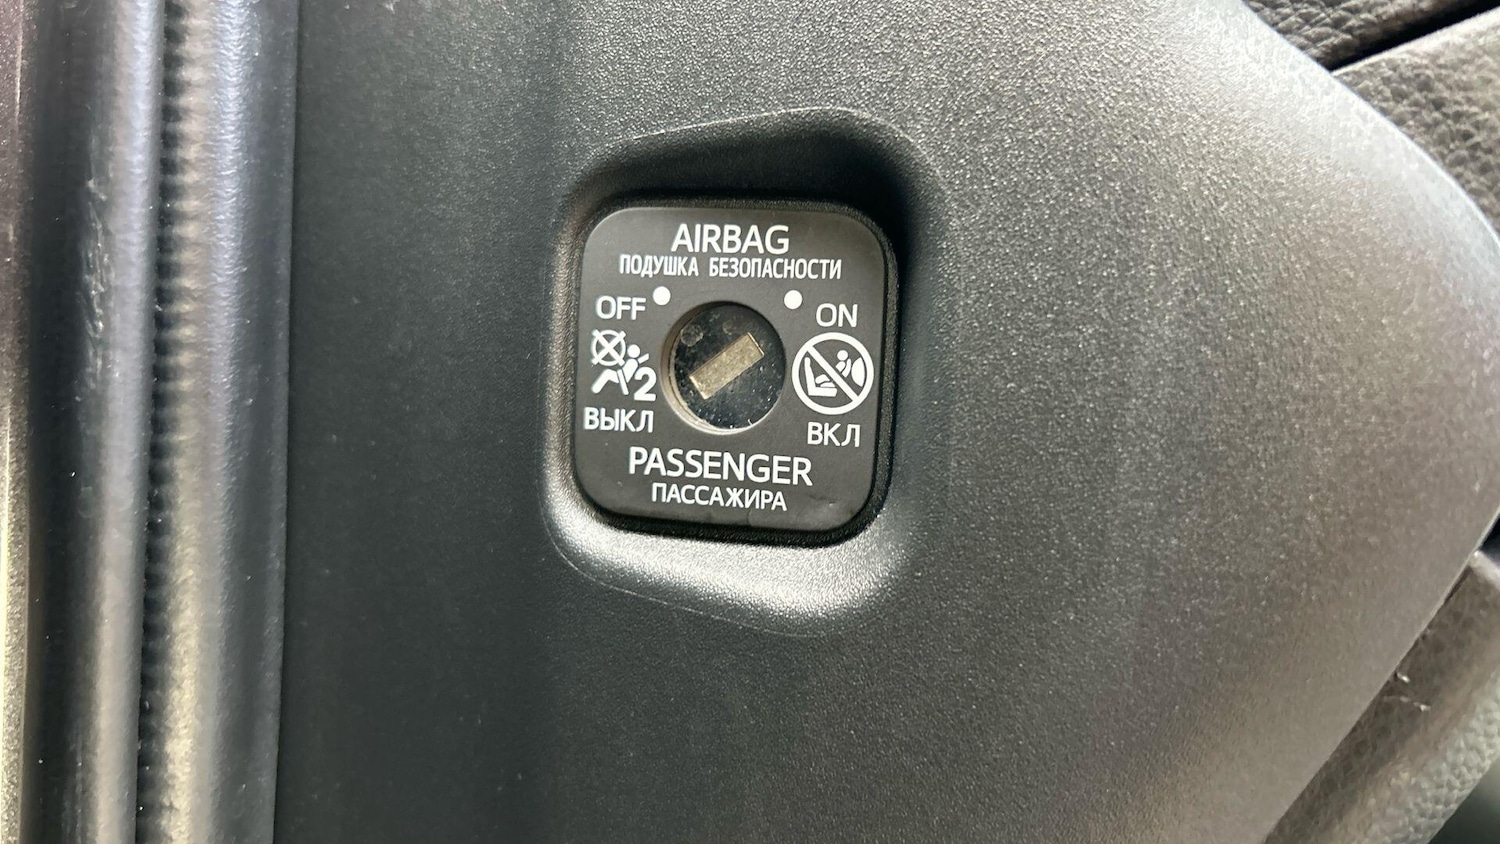 AIRBAG
ПОДУШКА БЕЗОПАСНОСТИ
OFF ON
2
ВЫКЛ ВКЛ
PASSENGER
ПАССАЖИРА